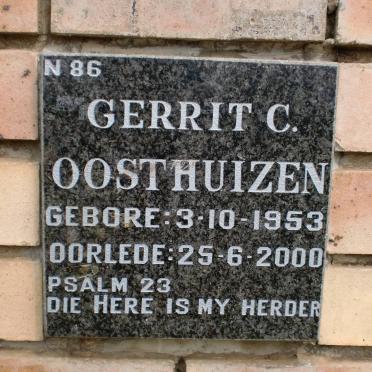 N 86
GERRIT C.
OOSTHUIZEN
GEBORE: 3-10-1953
OORLEDE: 25-6-2000
PSALM 23
DIE HERE IS MY HERDER